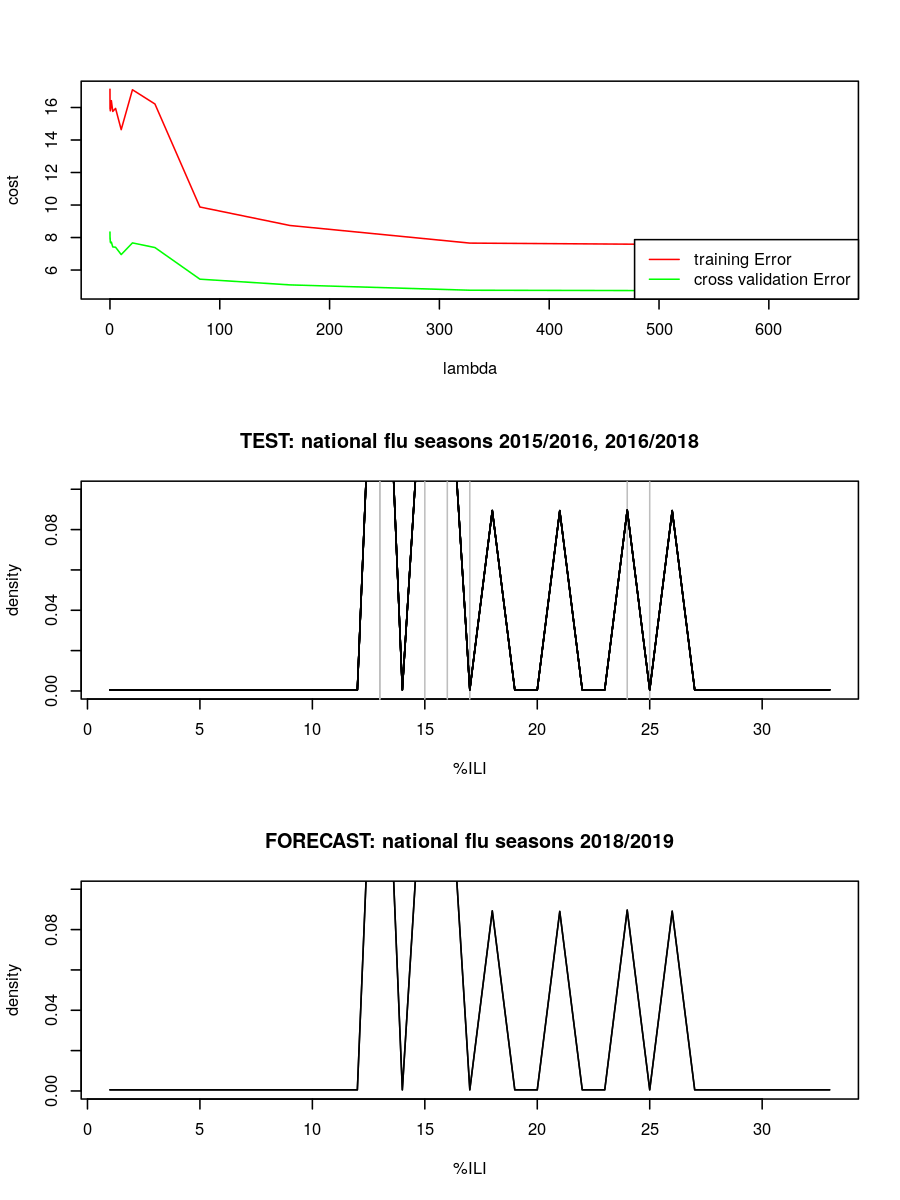 cost
16
14
12
10
8
6
training Error
cross validation Error
0 100 200 300 400 500 600
lambda
TEST: national flu seasons 2015/2016, 2016/2018
density
0.08
0.04
0.00
0 5 10 15 20 25 30
%ILI
FORECAST: national flu seasons 2018/2019
density
0.08
0.04
0.00
0 5 10 15 20 25 30
%ILI